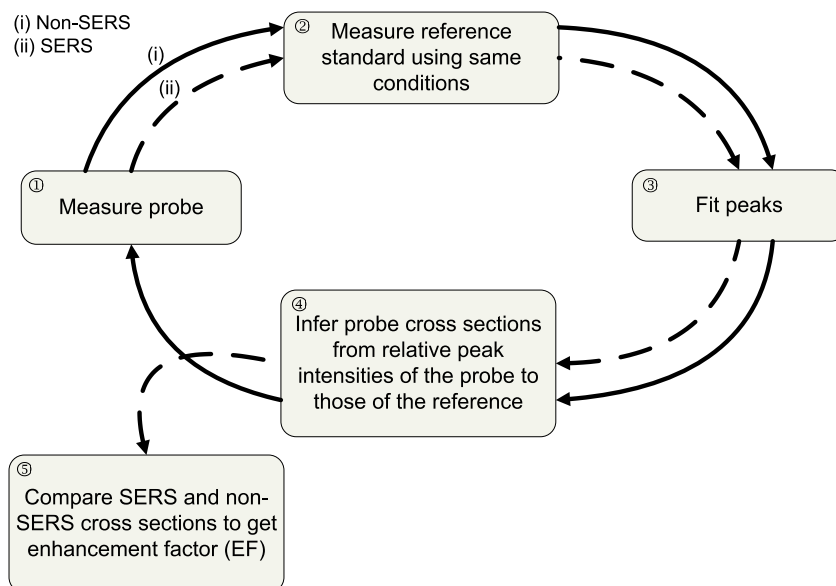 (i) Non-SERS
(ii) SERS
(i)
(ii)
②
Measure reference
standard using same
conditions
①
Measure probe
③
Fit peaks
④
Infer probe cross sections
from relative peak
intensities of the probe to
those of the reference
⑤
Compare SERS and non-
SERS cross sections to get
enhancement factor (EF)